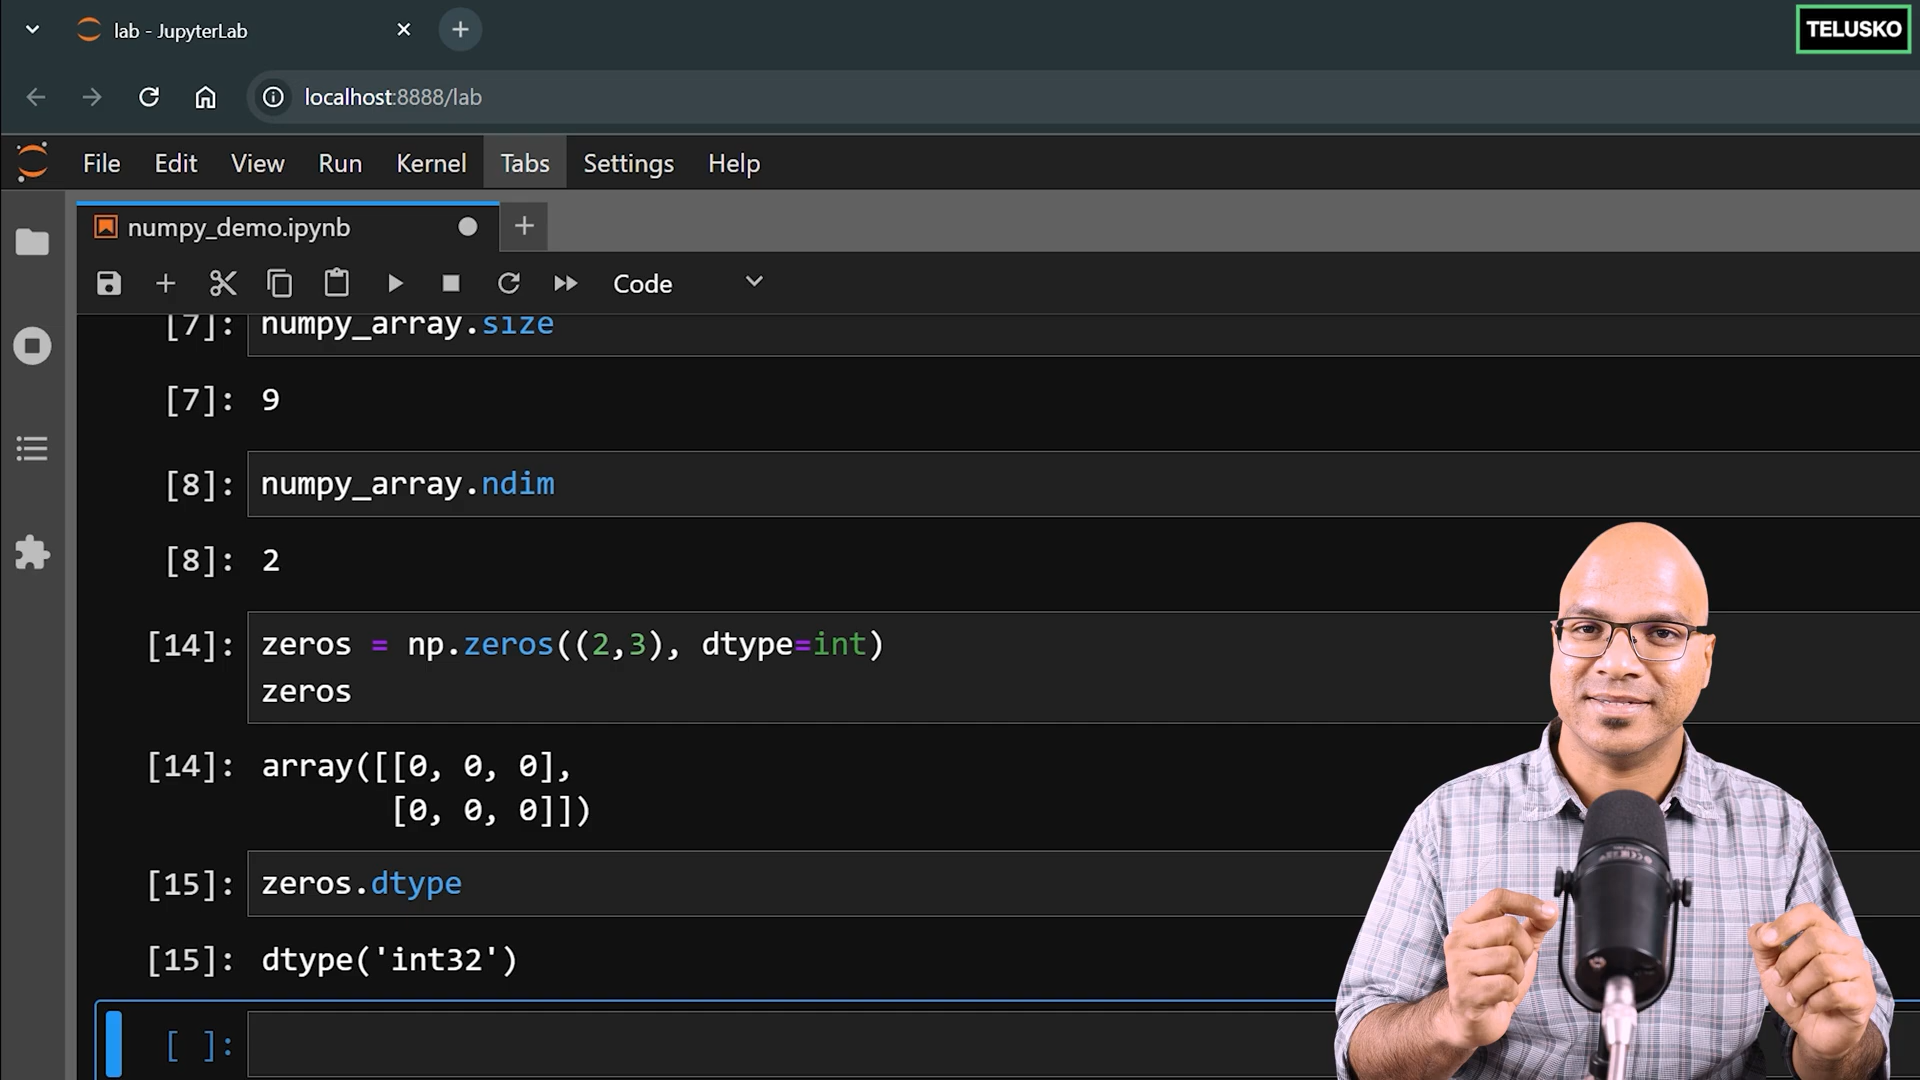 lab - JupyterLab
TELUSKO
localhost:8888/lab
File Edit View Run Kernel Tabs Settings Help
numpy_demo.ipynb
Code
[7]: numpy_array.size
[7]: 9
[8]: numpy_array.ndim
[8]: 2
[14]: zeros = np.zeros((2,3), dtype=int)
zeros
[14]: array([[0, 0, 0],
[0, 0, 0]])
[15]: zeros.dtype
[15]: dtype('int32')
[ ]: